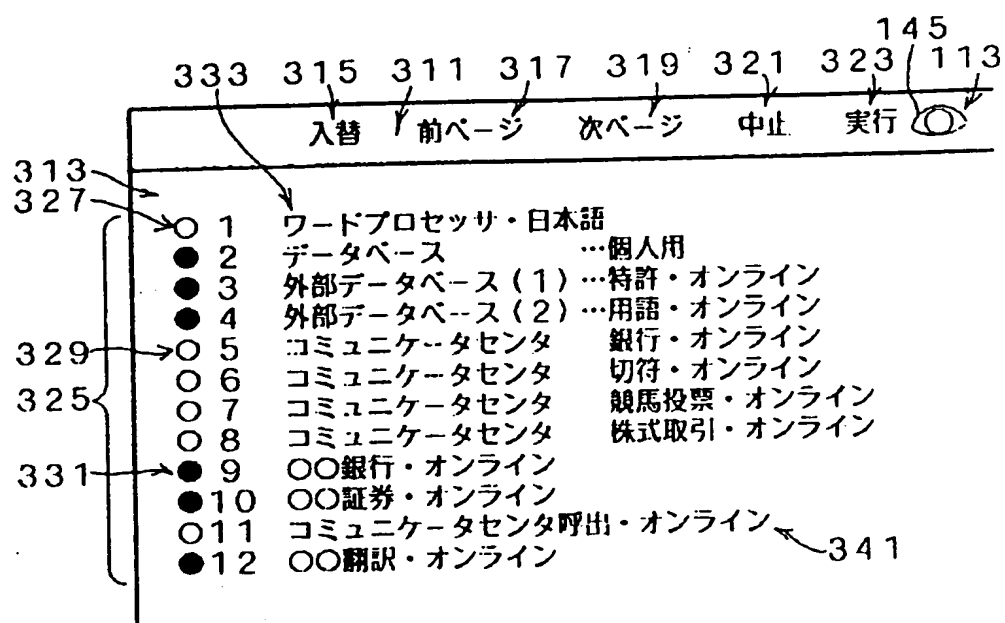 145
333 315 311 317 319 321 323 113
入替 前ページ 次ページ 中止 実行
313
327
○ 1 ワードプロセッサ・日本語
● 2 データベース …個人用
● 3 外部データベース(1)…特許・オンライン
● 4 外部データベース(2)…用語・オンライン
329 ○ 5 コミュニケータセンタ 銀行・オンライン
○ 6 コミュニケータセンタ 切符・オンライン
325 ○ 7 コミュニケータセンタ 競馬投票・オンライン
○ 8 コミュニケータセンタ 株式取引・オンライン
331 ● 9 ○○銀行・オンライン
●10 ○○証券・オンライン
○11 コミュニケータセンタ呼出・オンライン
341
●12 ○○翻訳・オンライン